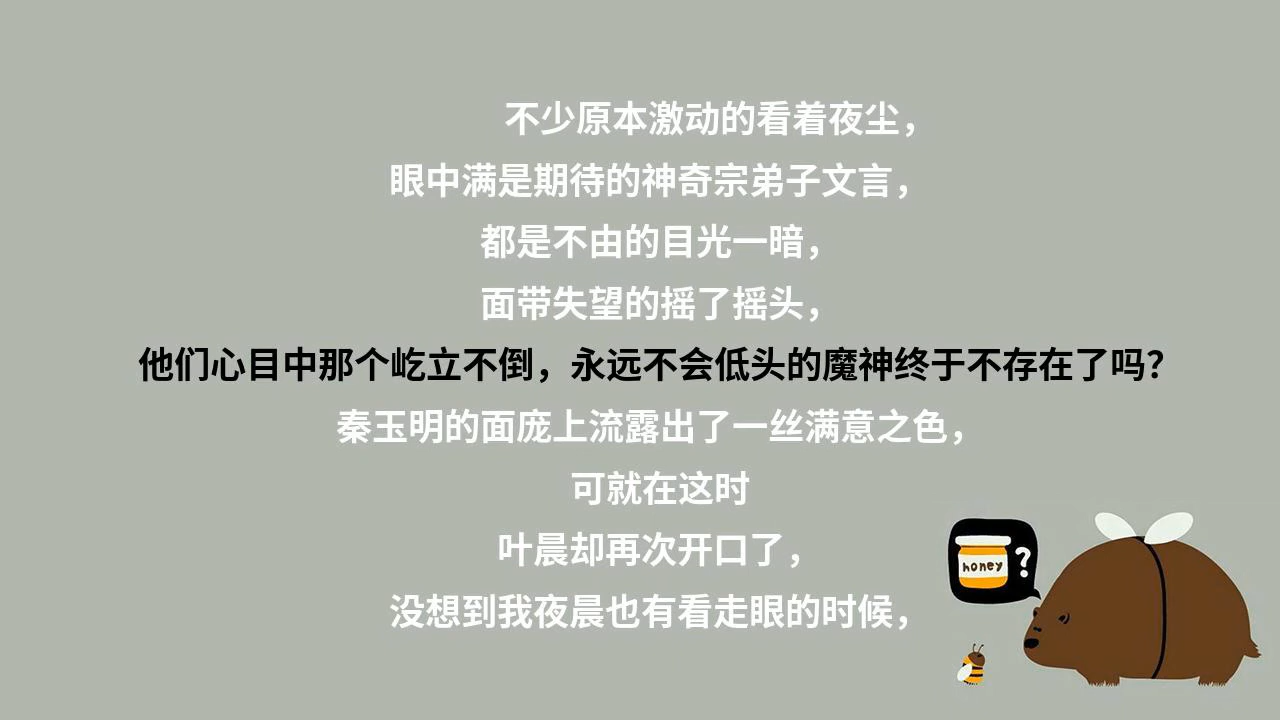 不少原本激动的看着夜尘，
眼中满是期待的神奇宗弟子文言，
都是不由的目光一暗，
面带失望的摇了摇头，
他们心目中那个屹立不倒，永远不会低头的魔神终于不存在了吗？
秦玉明的面庞上流露出了一丝满意之色，
可就在这时
叶晨却再次开口了，
没想到我夜晨也有看走眼的时候，
honey
?